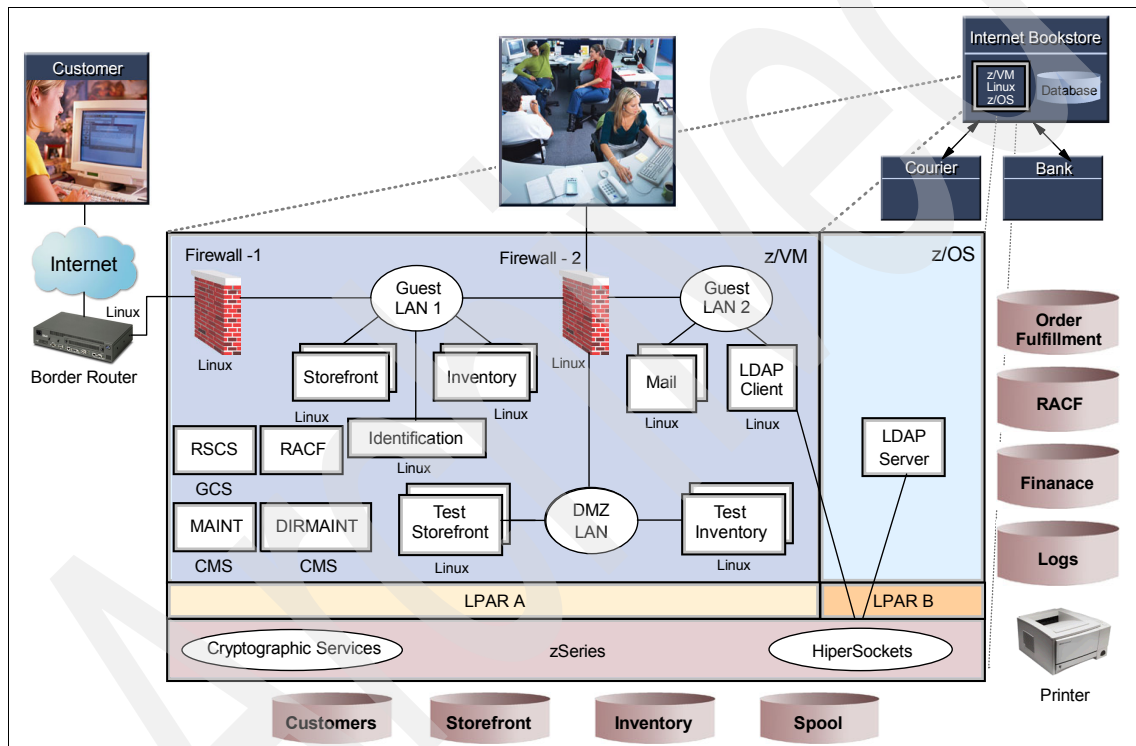 Customer
Internet Bookstore
z/VM
Linux
z/OS
Database
Courier
Bank
Internet
Linux
Border Router
Firewall -1
Firewall - 2
z/VM
z/OS
Guest
LAN 1
Guest
LAN 2
Linux
Linux
Storefront
Linux
Inventory
Linux
Mail
Linux
LDAP
Client
Linux
Identification
Linux
RSCS
GCS
RACF
LDAP
Server
MAINT
CMS
DIRMAINT
CMS
Test
Storefront
Linux
DMZ
LAN
Test
Inventory
Linux
LPAR A
LPAR B
Cryptographic Services
zSeries
HiperSockets
Order
Fulfillment
RACF
Finanace
Logs
Printer
Customers
Storefront
Inventory
Spool